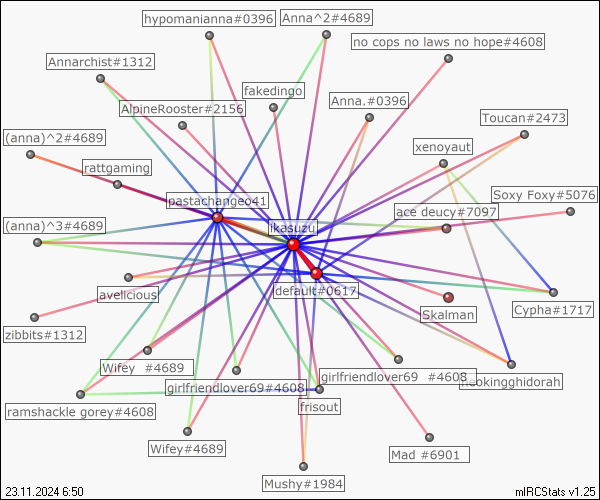 hypomanianna#0396
Anna^2#4689
no cops no laws no hope#4608
Annarchist#1312
fakedingo
Anna.#0396
AlpineRooster#2156
Toucan#2473
(anna)^2#4689
xenoyaut
rattgaming
Soxy Foxy#5076
pastachangeo41
ace deucy#7097
(anna)^3#4689
ikasuzu
avelicious
default#0617
Skalman
Cypha#1717
zibbits#1312
Wifey #4689
girlfriendlover69 #4608
girlfriendlover69#4608
ramshackle gorey#4608
frisout
Wifey#4689
Mad #6901
Mushy#1984
23.11.2024 6:50
mIRCStats v1.25